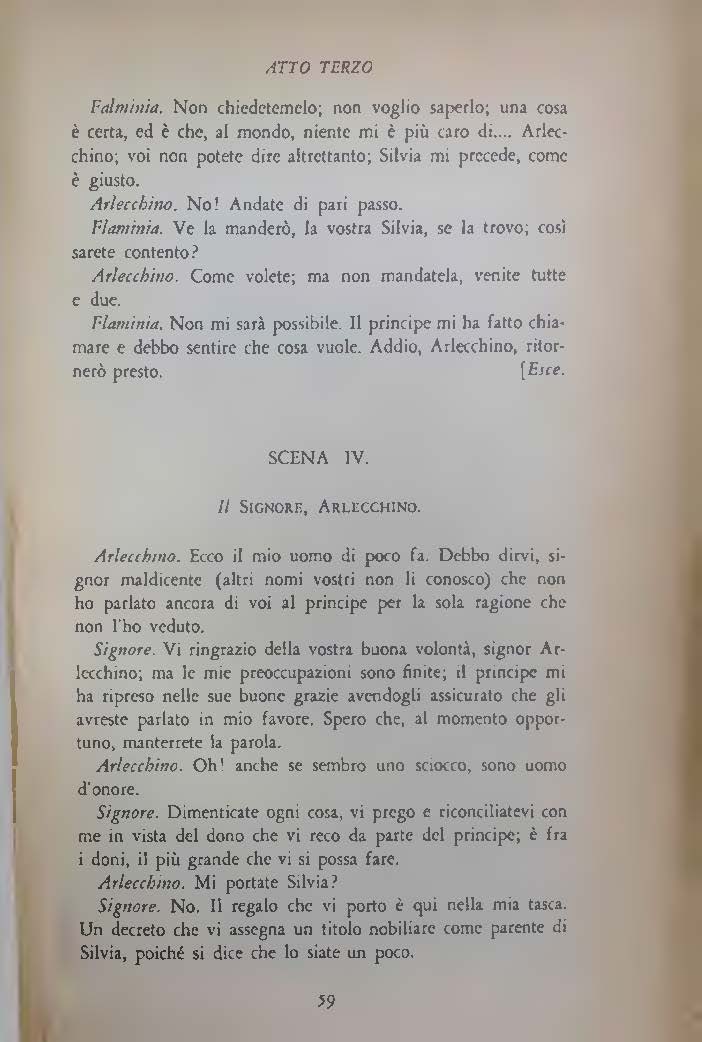 ATTO TERZO
Falminia. Non chiedetemelo; non voglio saperlo; una cosa
è certa, ed è che, al mondo, niente mi è più caro di.... Arlec-
chino; voi non potete dire altrettanto; Silvia mi precede, come
è giusto.
Arlecchino. No! Andate di pari passo.
Flaminia. Ve la manderò, la vostra Silvia, se la trovo; così
sarete contento?
Arlecchino. Come volete; ma non mandatela, venite tutte
e due.
Flaminia. Non mi sarà possibile. Il principe mi ha fatto chia-
mare e debbo sentire che cosa vuole. Addio, Arlecchino, ritor-
nerò presto. [Esce.
SCENA IV.
Il SIGNORE, ARLECCHINO.
Arlecchino. Ecco il mio uomo di poco fa. Debbo dirvi, si-
gnor maldicente (altri nomi vostri non li conosco) che non
ho parlato ancora di voi al principe per la sola ragione che
non l'ho veduto.
Signore. Vi ringrazio della vostra buona volontà, signor Ar-
lecchino; ma le mie preoccupazioni sono finite; il principe mi
ha ripreso nelle sue buone grazie avendogli assicurato che gli
avreste parlato in mio favore. Spero che, al momento oppor-
tuno, manterrete la parola.
Arlecchino. Oh! anche se sembro uno sciocco, sono uomo
d'onore.
Signore. Dimenticate ogni cosa, vi prego e riconciliatevi con
me in vista del dono che vi reco da parte del principe; è fra
i doni, il più grande che vi si possa fare.
Arlecchino. Mi portate Silvia?
Signore. No. Il regalo che vi porto è qui nella mia tasca.
Un decreto che vi assegna un titolo nobiliare come parente di
Silvia, poiché si dice che lo siate un poco.
59